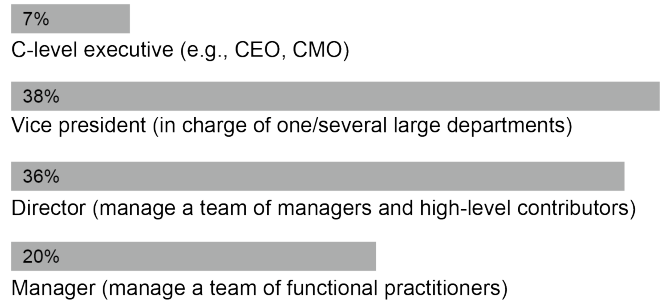 7%
C-level executive (e.g., CEO, CMO)
38%
Vice president (in charge of one/several large departments)
36%
Director (manage a team of managers and high-level contributors)
20%
Manager (manage a team of functional practitioners)